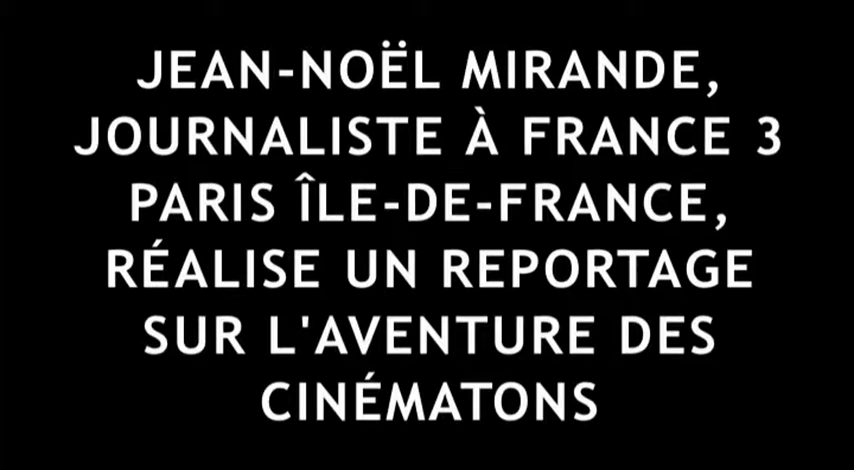 JEAN-NOËL MIRANDE,
JOURNALISTE À FRANCE 3
PARIS ÎLE-DE-FRANCE,
RÉALISE UN REPORTAGE
SUR L'AVENTURE DES
CINÉMATONS